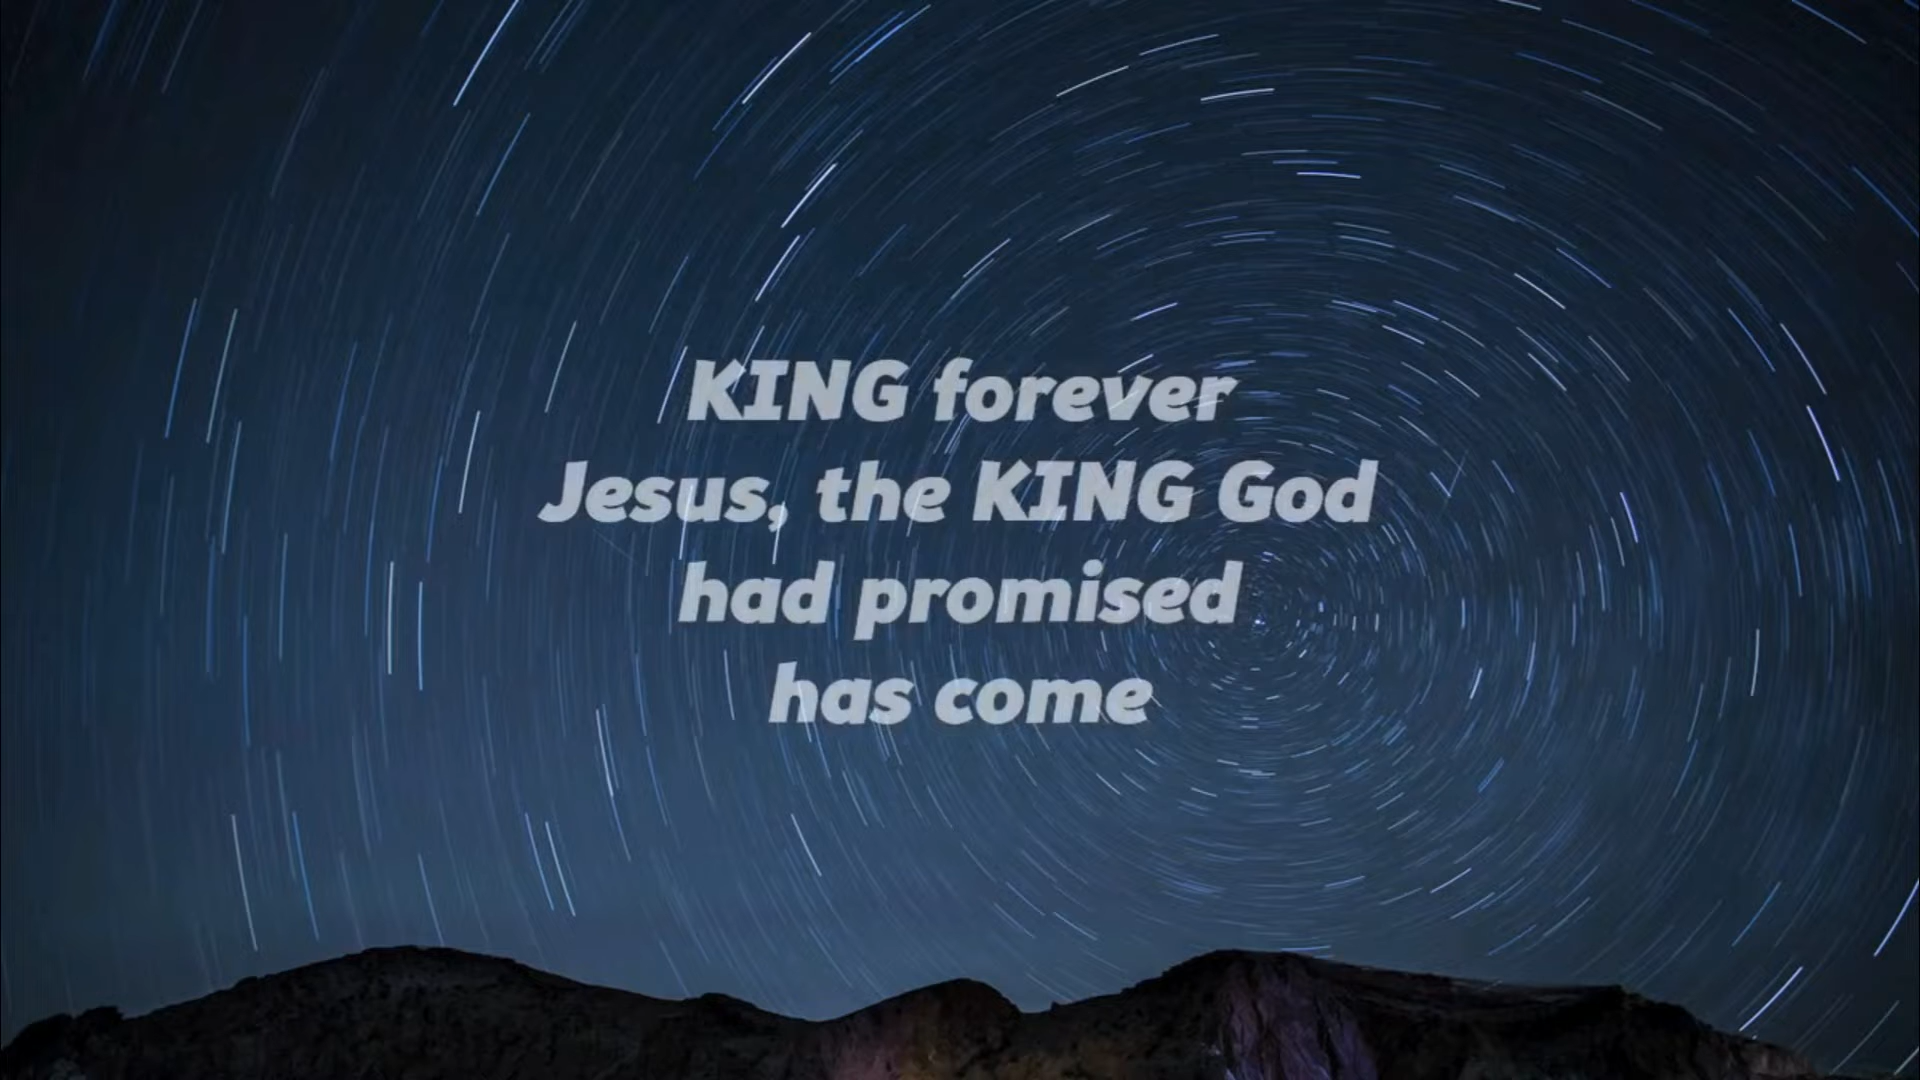 KING forever
Jesus, the KING God
had promised
has come